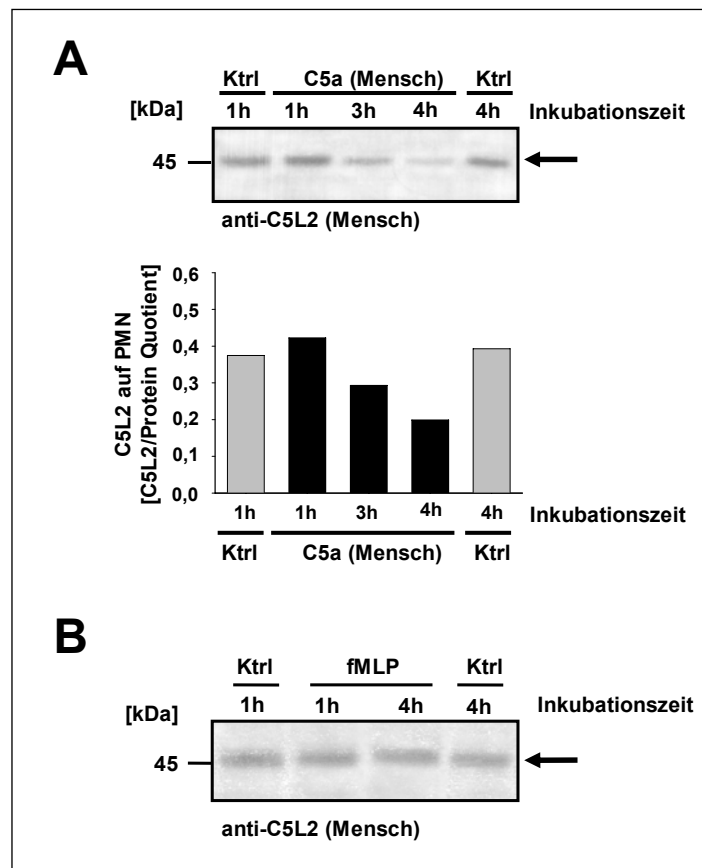 A
Ktrl C5a (Mensch) Ktrl
[kDa] 1h 1h 3h 4h 4h Inkubationszeit
45
anti-C5L2 (Mensch)
C5L2 auf PMN
[C5L2/Protein Quotient]
0,6
0,5
0,4
0,3
0,2
0,1
0,0
1h 1h 3h 4h 4h Inkubationszeit
Ktrl C5a (Mensch) Ktrl
B
Ktrl fMLP Ktrl
1h 1h 4h 4h Inkubationszeit
[kDa]
45
anti-C5L2 (Mensch)